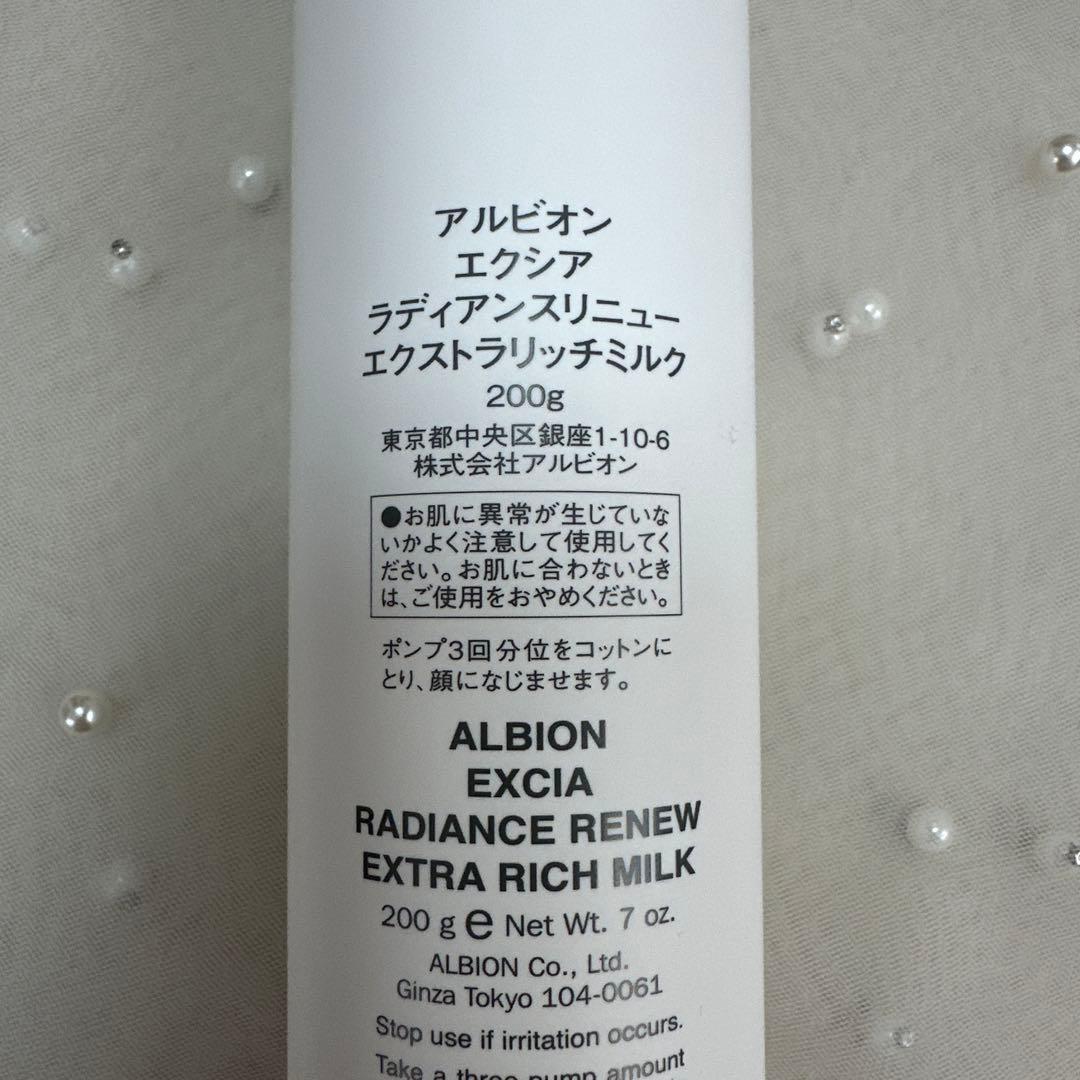 アルビオン
エクシア
ラディアンスリニュー
エクストラリッチミルク
200g
東京都中央区銀座1-10-6
株式会社アルビオン
●お肌に異常が生じていな
いかよく注意して使用してく
ださい。お肌に合わないとき
は、ご使用をおやめください。
ポンプ3回分位をコットンに
とり、顔になじませます。
ALBION
EXCIA
RADIANCE RENEW
EXTRA RICH MILK
200 g e Net Wt. 7 oz.
ALBION Co., Ltd.
Ginza Tokyo 104-0061
Stop use if irritation occurs.
Take a three pump amount